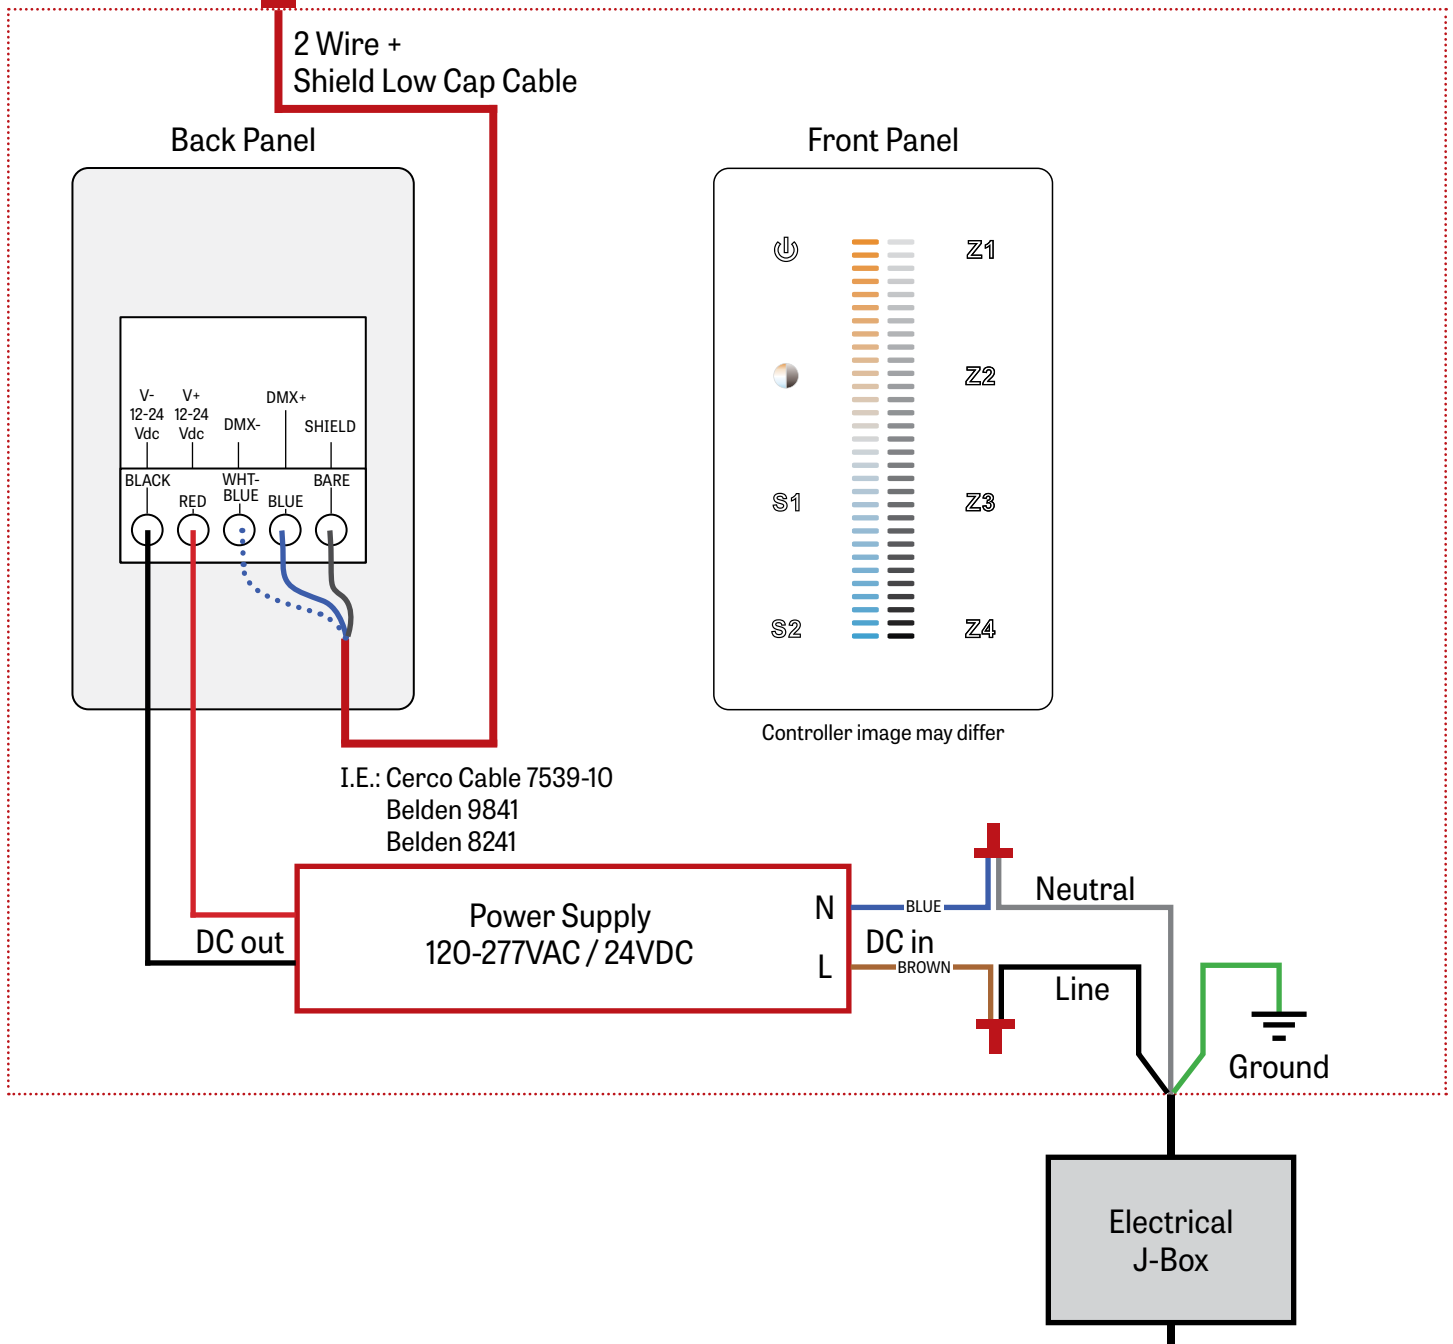 2 Wire +
Shield Low Cap Cable
Back Panel
Front Panel
V-
12-24
Vdc
V+
12-24
Vdc
DMX-
DMX+
SHIELD
BLACK
RED
WHT-
BLUE
BLUE
BARE
Z1
Z2
S1
Z3
S2
Z4
Controller image may differ
I.E.: Cerco Cable 7539-10
Belden 9841
Belden 8241
DC out
Power Supply
120-277VAC / 24VDC
N
L
BLUE
DC in
BROWN
Neutral
Line
Ground
Electrical
J-Box